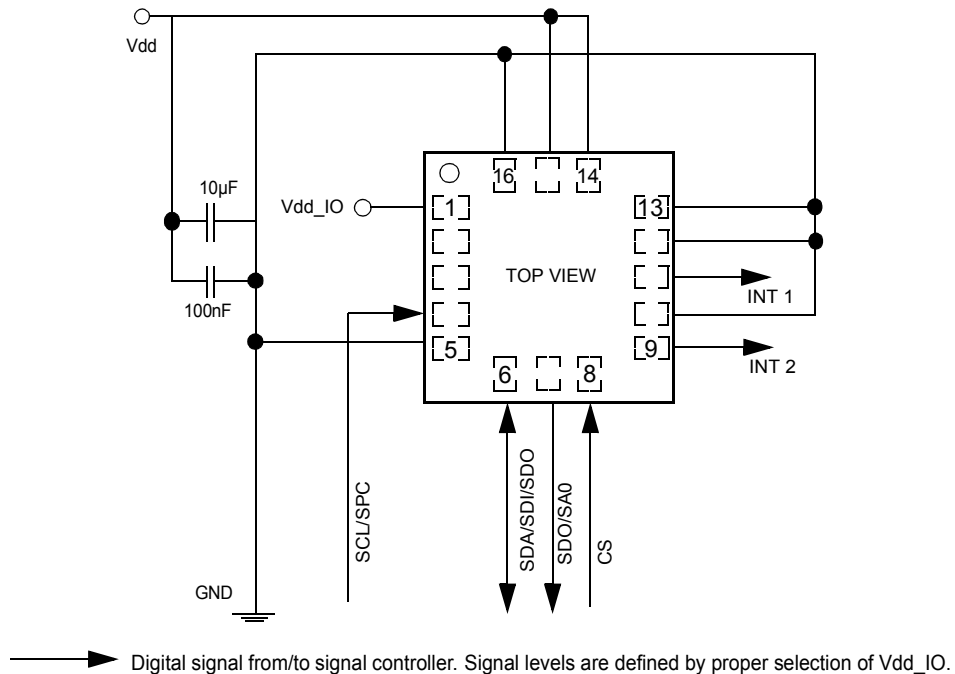 Vdd
10µF
Vdd_IO
100nF
16
14
1
13
TOP VIEW
INT 1
5
9
INT 2
6
8
SCL/SPC
SDA/SDI/SDO
SDO/SA0
CS
GND
Digital signal from/to signal controller. Signal levels are defined by proper selection of Vdd_IO.